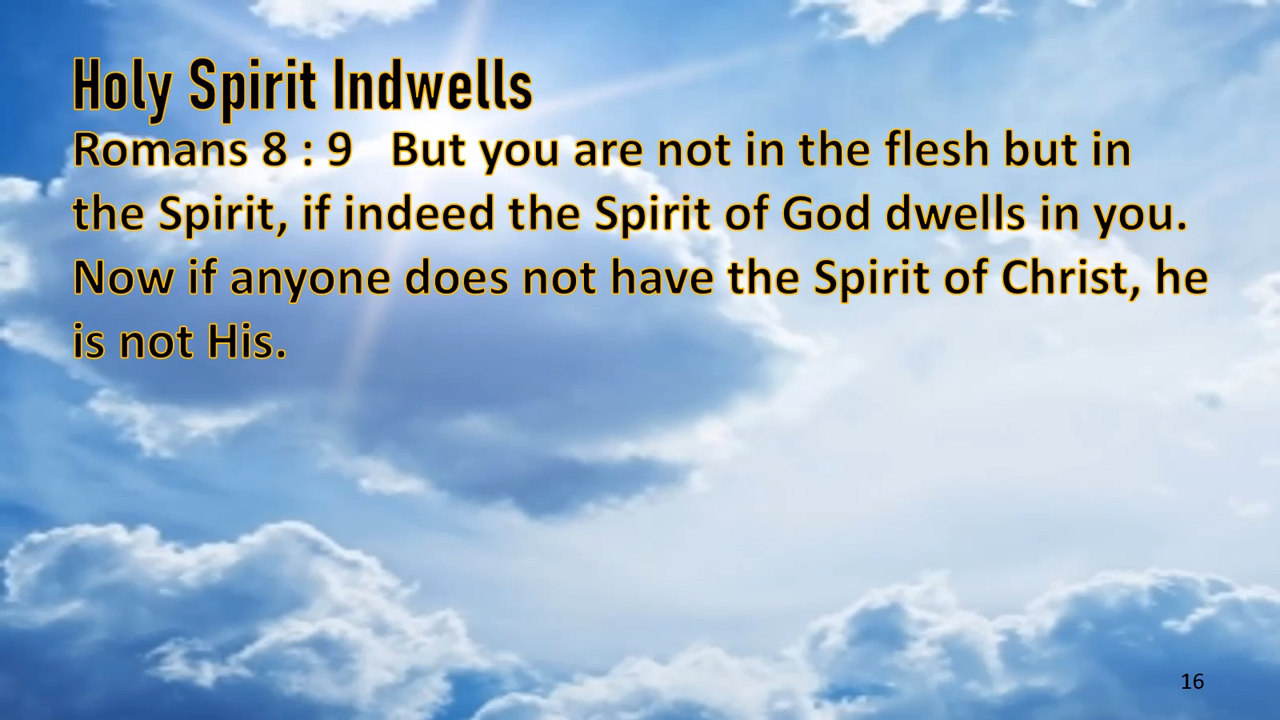 Holy Spirit Indwells
Romans 8 : 9   But you are not in the flesh but in
the Spirit, if indeed the Spirit of God dwells in you.
Now if anyone does not have the Spirit of Christ, he
is not His.
16